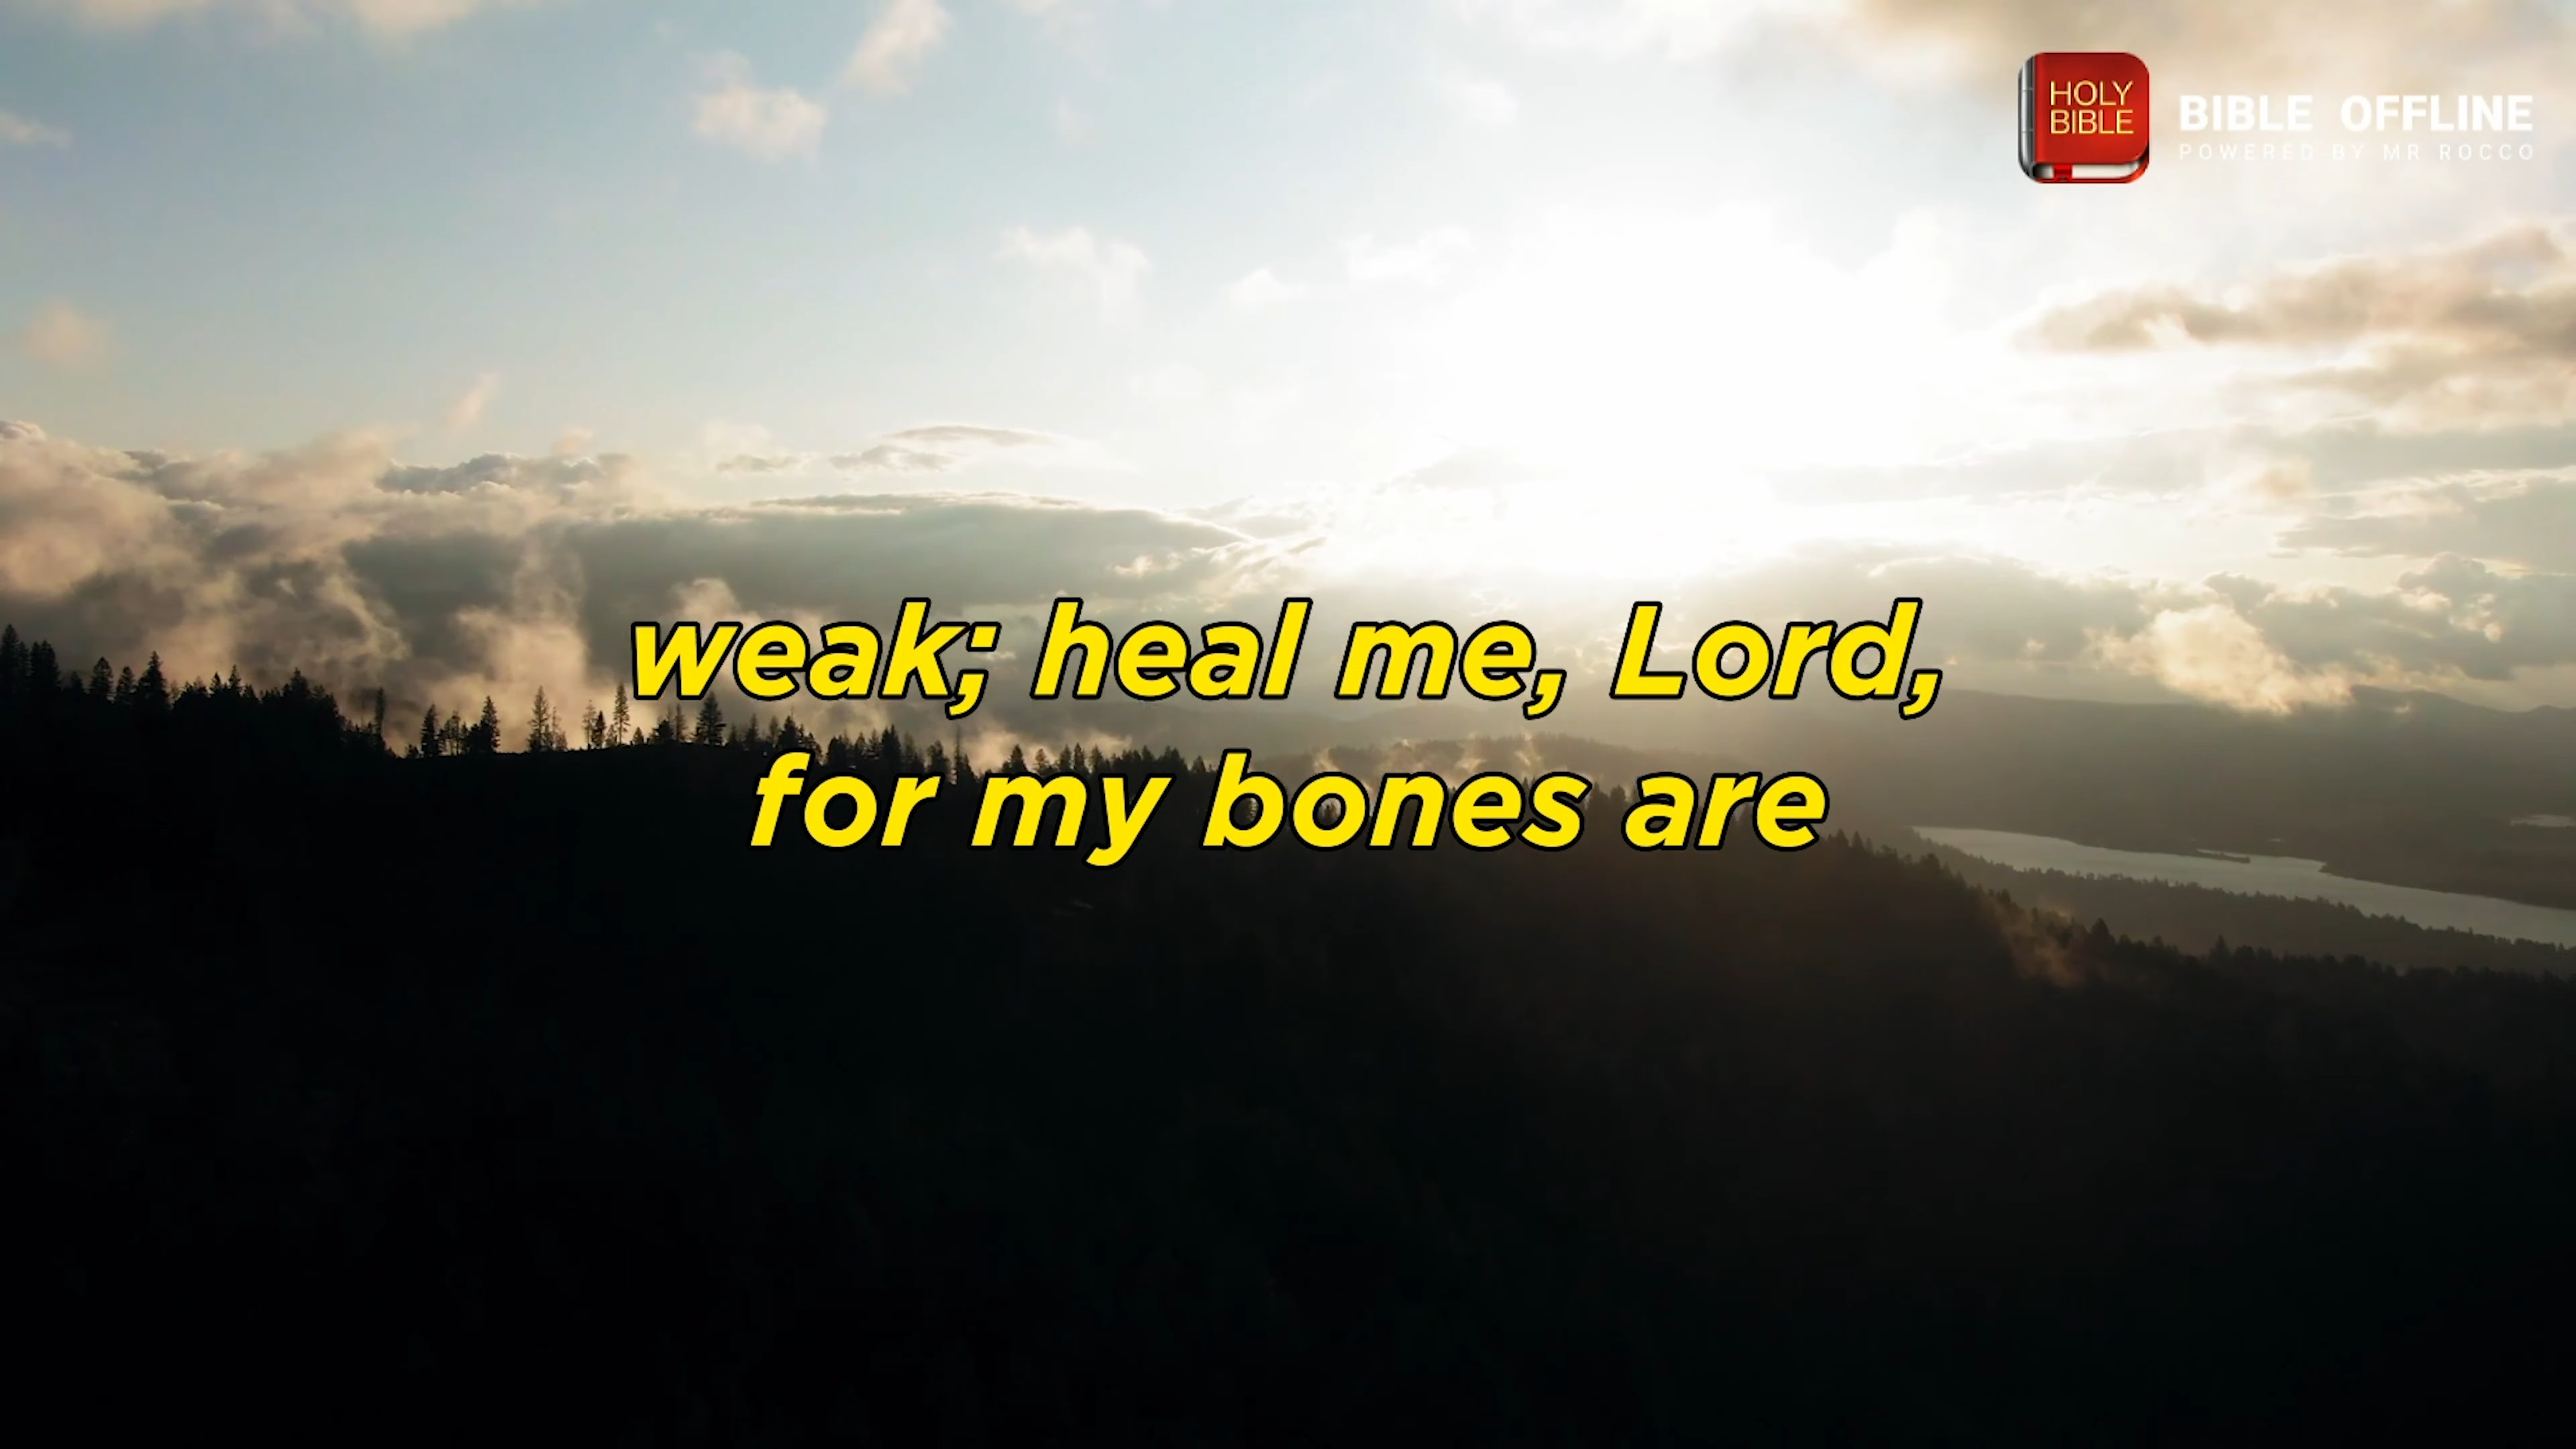 HOLY
BIBLE
BIBLE OFFLINE
POWERED BY MR ROCCO
weak; heal me, Lord,
for my bones are